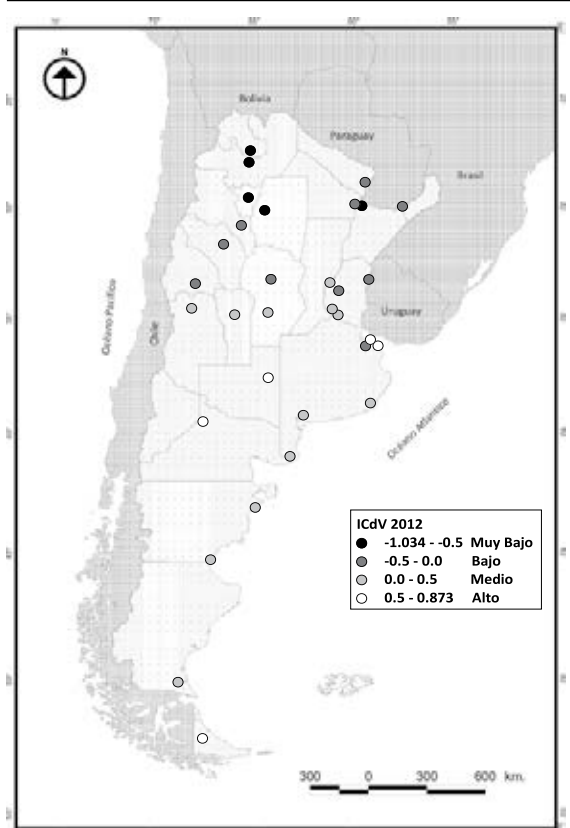 N
Bolivia
Paraguay
Brasil
Uruguay
Chile
Océano Pacífico
Océano Atlántico
ICdV 2012
-1.034 - -0.5 Muy Bajo
-0.5 - 0.0 Bajo
0.0 - 0.5 Medio
0.5 - 0.873 Alto
300 0 300 600 km.